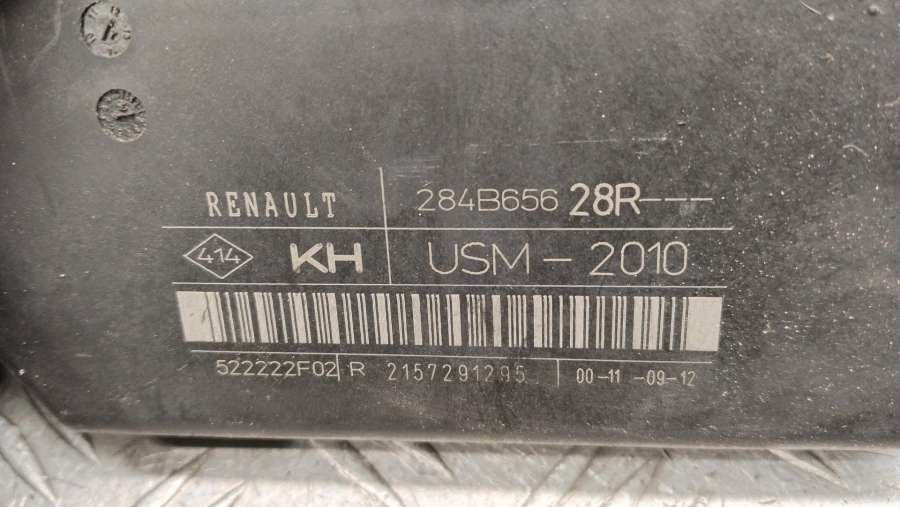 RENAULT 284B656 28R---
414 KH USM - 2010
522222F02 R 2157291295 00-11 -09-12